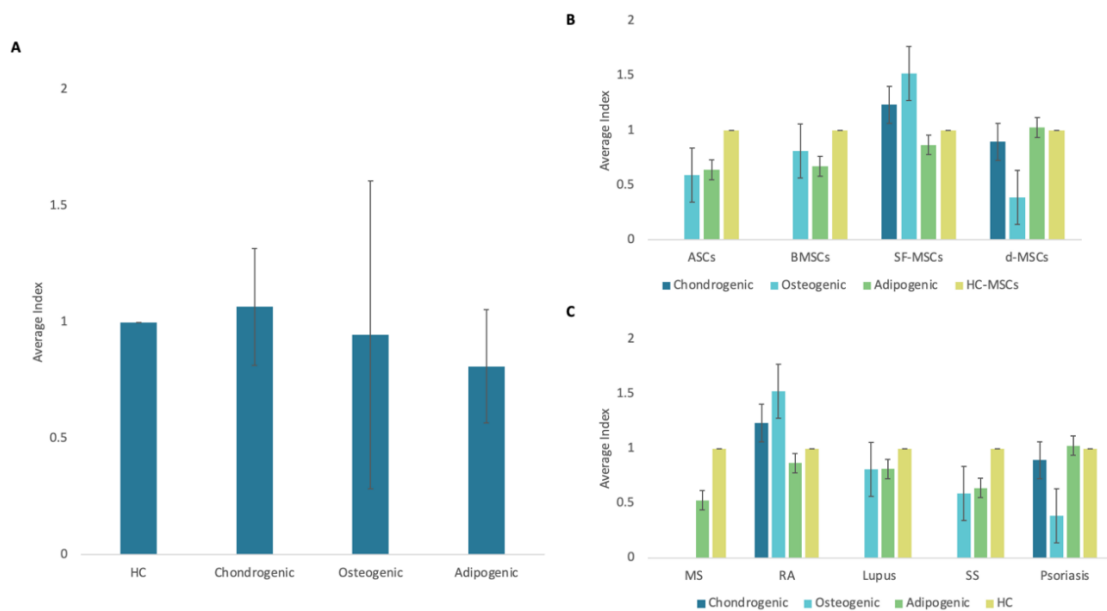 A
Average Index
2
1.5
1
0.5
0
HC Chondrogenic Osteogenic Adipogenic
B
Average Index
2
1.5
1
0.5
0
ASCs BMSCs SF-MSCs d-MSCs
Chondrogenic Osteogenic Adipogenic HC-MSCs
C
Average Index
2
1.5
1
0.5
0
MS RA Lupus SS Psoriasis
Chondrogenic Osteogenic Adipogenic HC